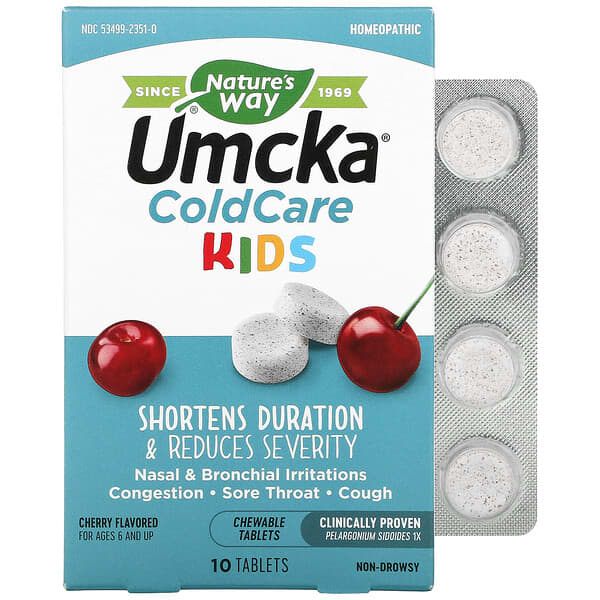 NDC 53499-2351-0
HOMEOPATHIC
SINCE
Nature's
Way®
1969
Umcka®
ColdCare
KIDS
SHORTENS DURATION
& REDUCES SEVERITY
Nasal & Bronchial Irritations
Congestion • Sore Throat • Cough
CHERRY FLAVORED
FOR AGES 6 AND UP
CHEWABLE
TABLETS
CLINICALLY PROVEN
PELARGONIUM SIDOIDES 1X
10 TABLETS
NON-DROWSY